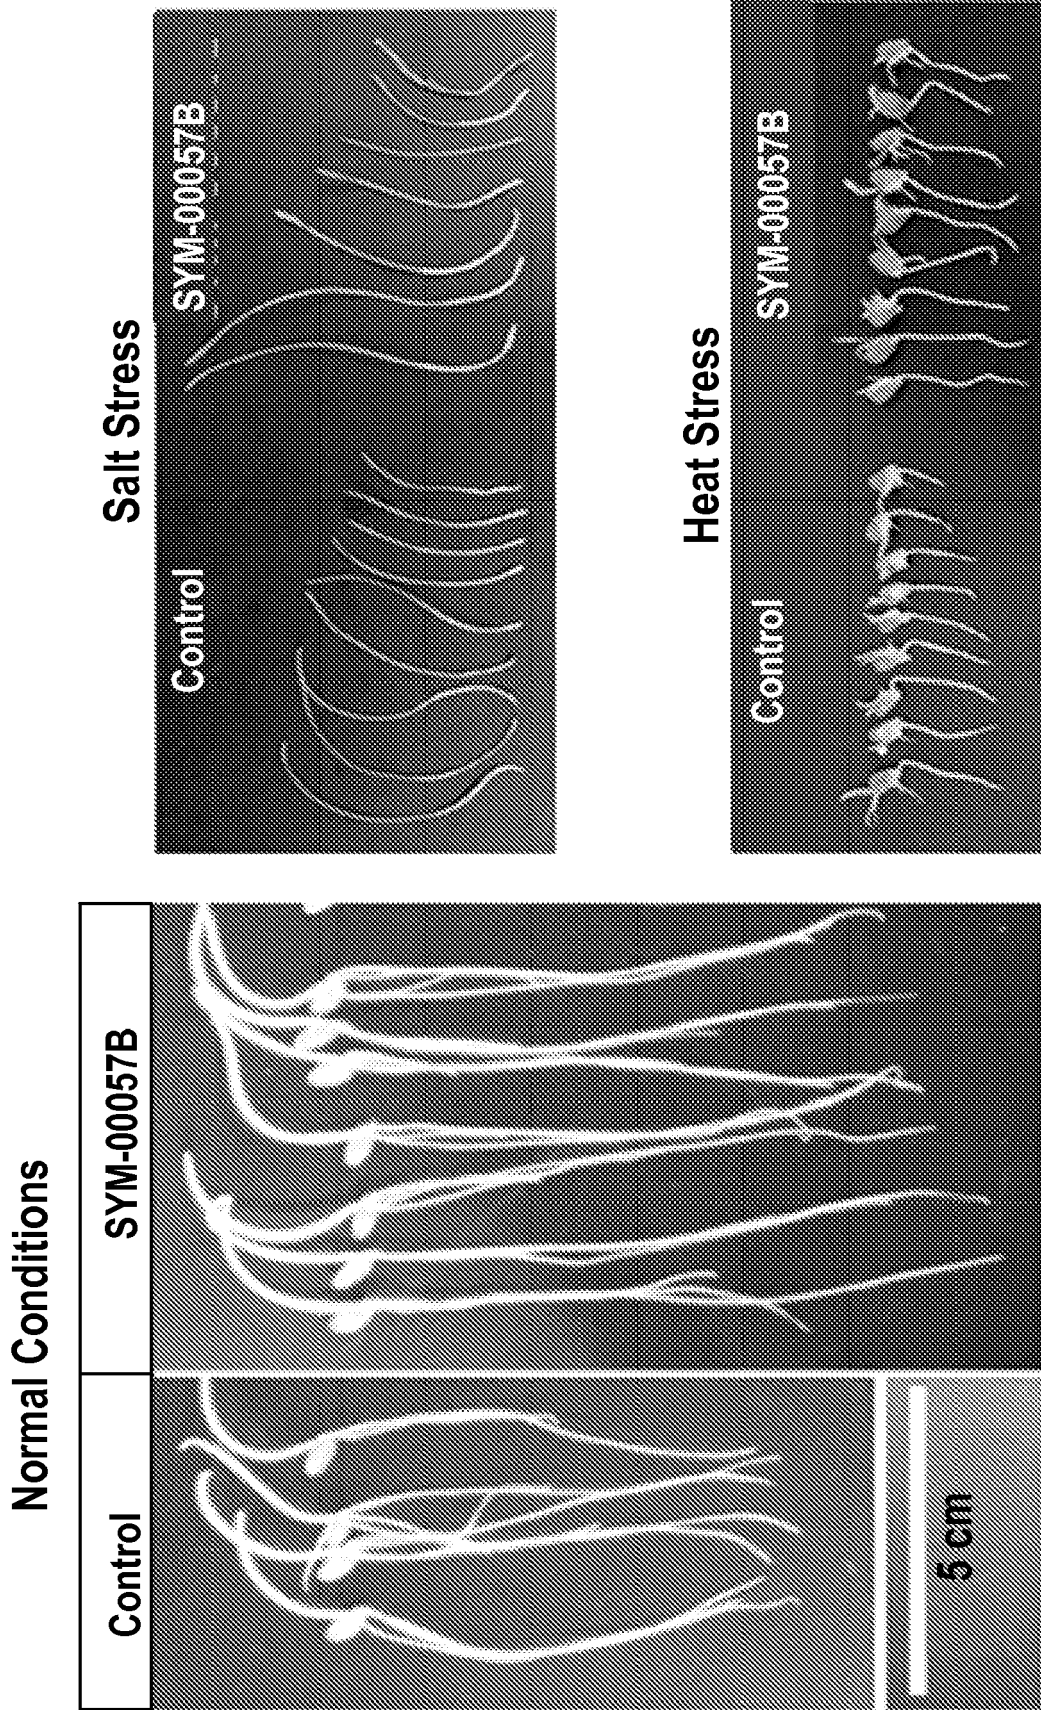 Normal Conditions
Control
SYM-00057B
5 cm
Salt Stress
Control
SYM-00057B
Heat Stress
Control
SYM-00057B